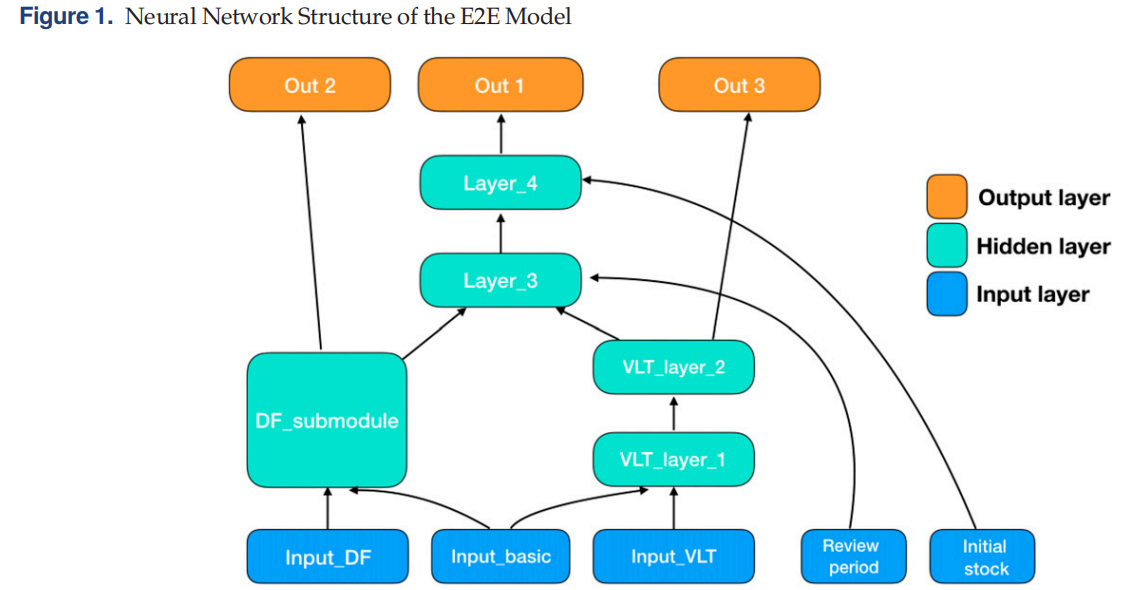 Figure 1. Neural Network Structure of the E2E Model
Out 2
Out 1
Out 3
Layer_4
Output layer
Hidden layer
Input layer
Layer_3
VLT_layer_2
DF_submodule
VLT_layer_1
Input_DF
Input_basic
Input_VLT
Review
period
Initial
stock